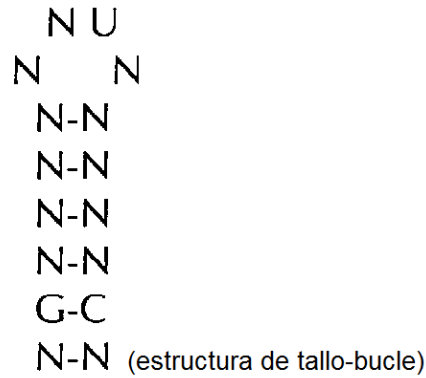 N U
N N
N-N
N-N
N-N
N-N
G-C
N-N (estructura de tallo-bucle)